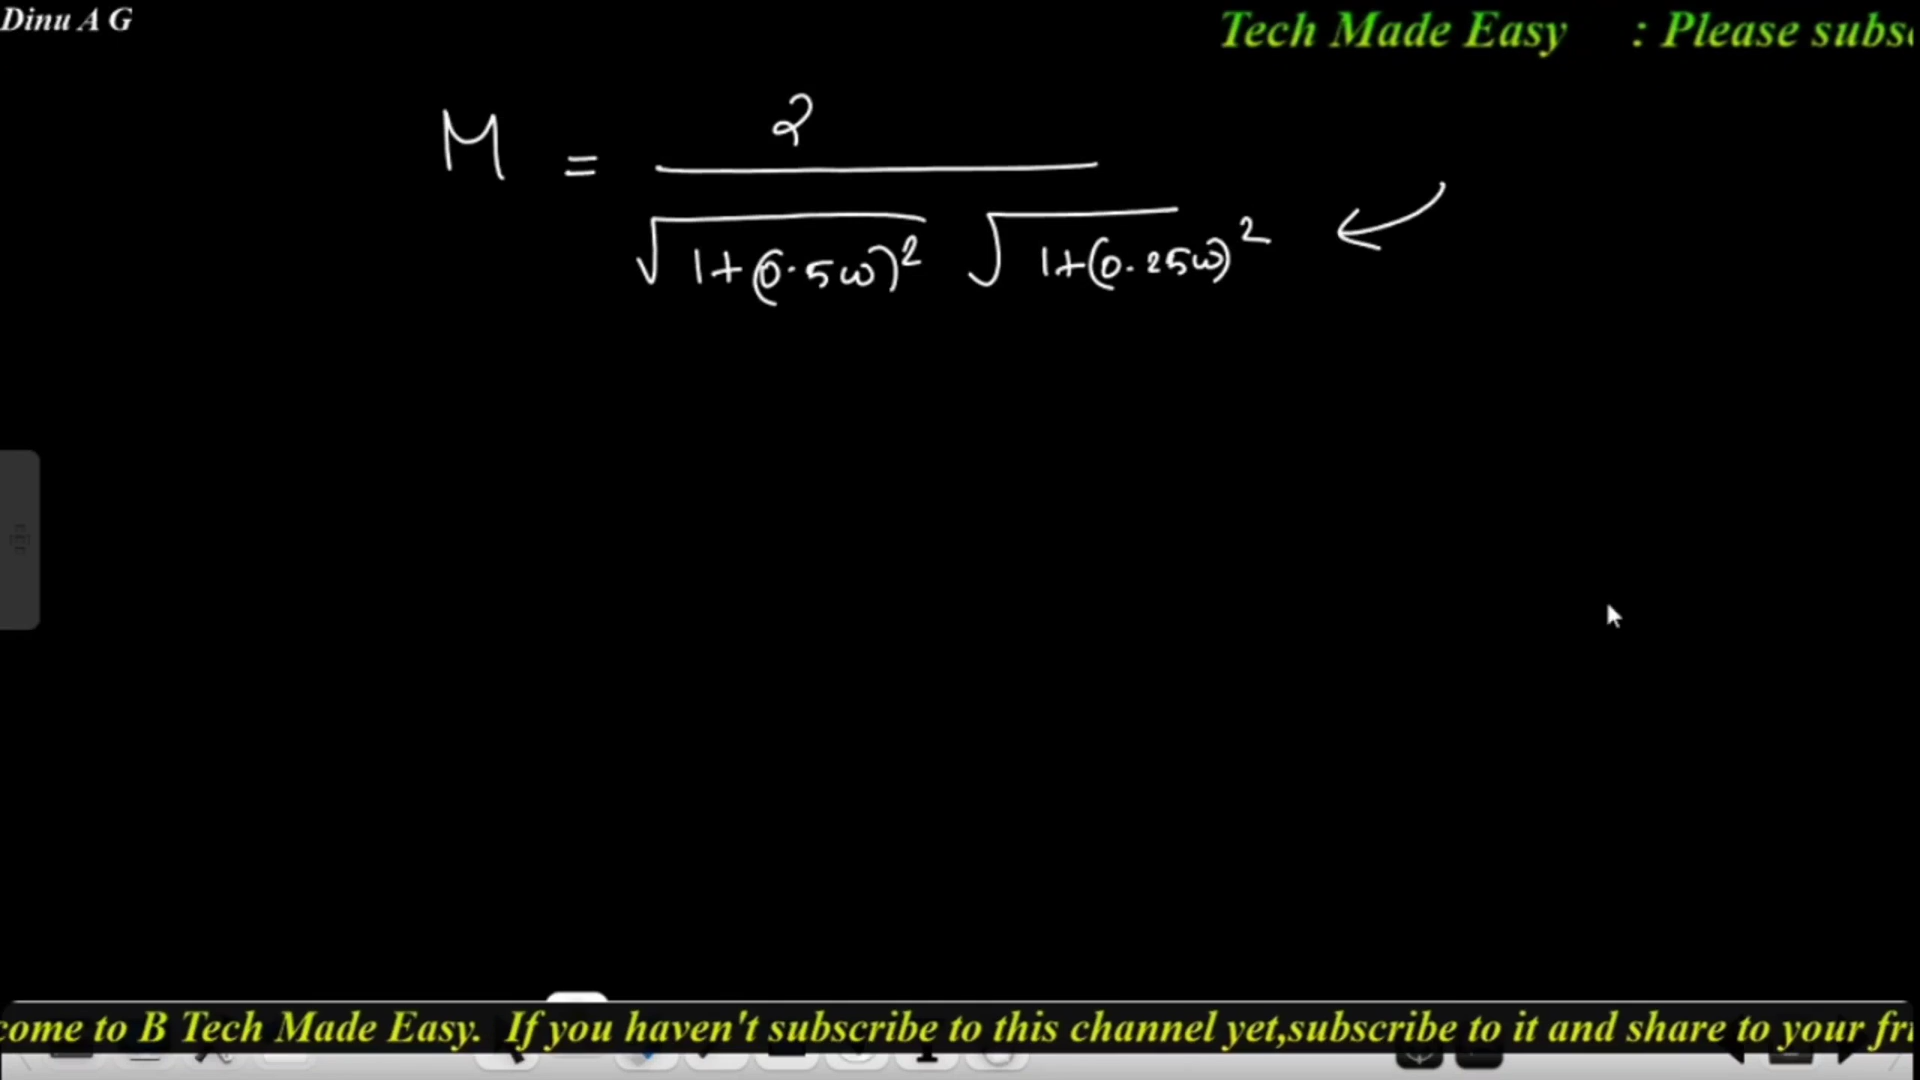 Dinu A G
Tech Made Easy : Please subs
M = 2
√1+(0.5ω)² √1+(0.25ω)²
come to B Tech Made Easy. If you haven't subscribe to this channel yet,subscribe to it and share to your fri